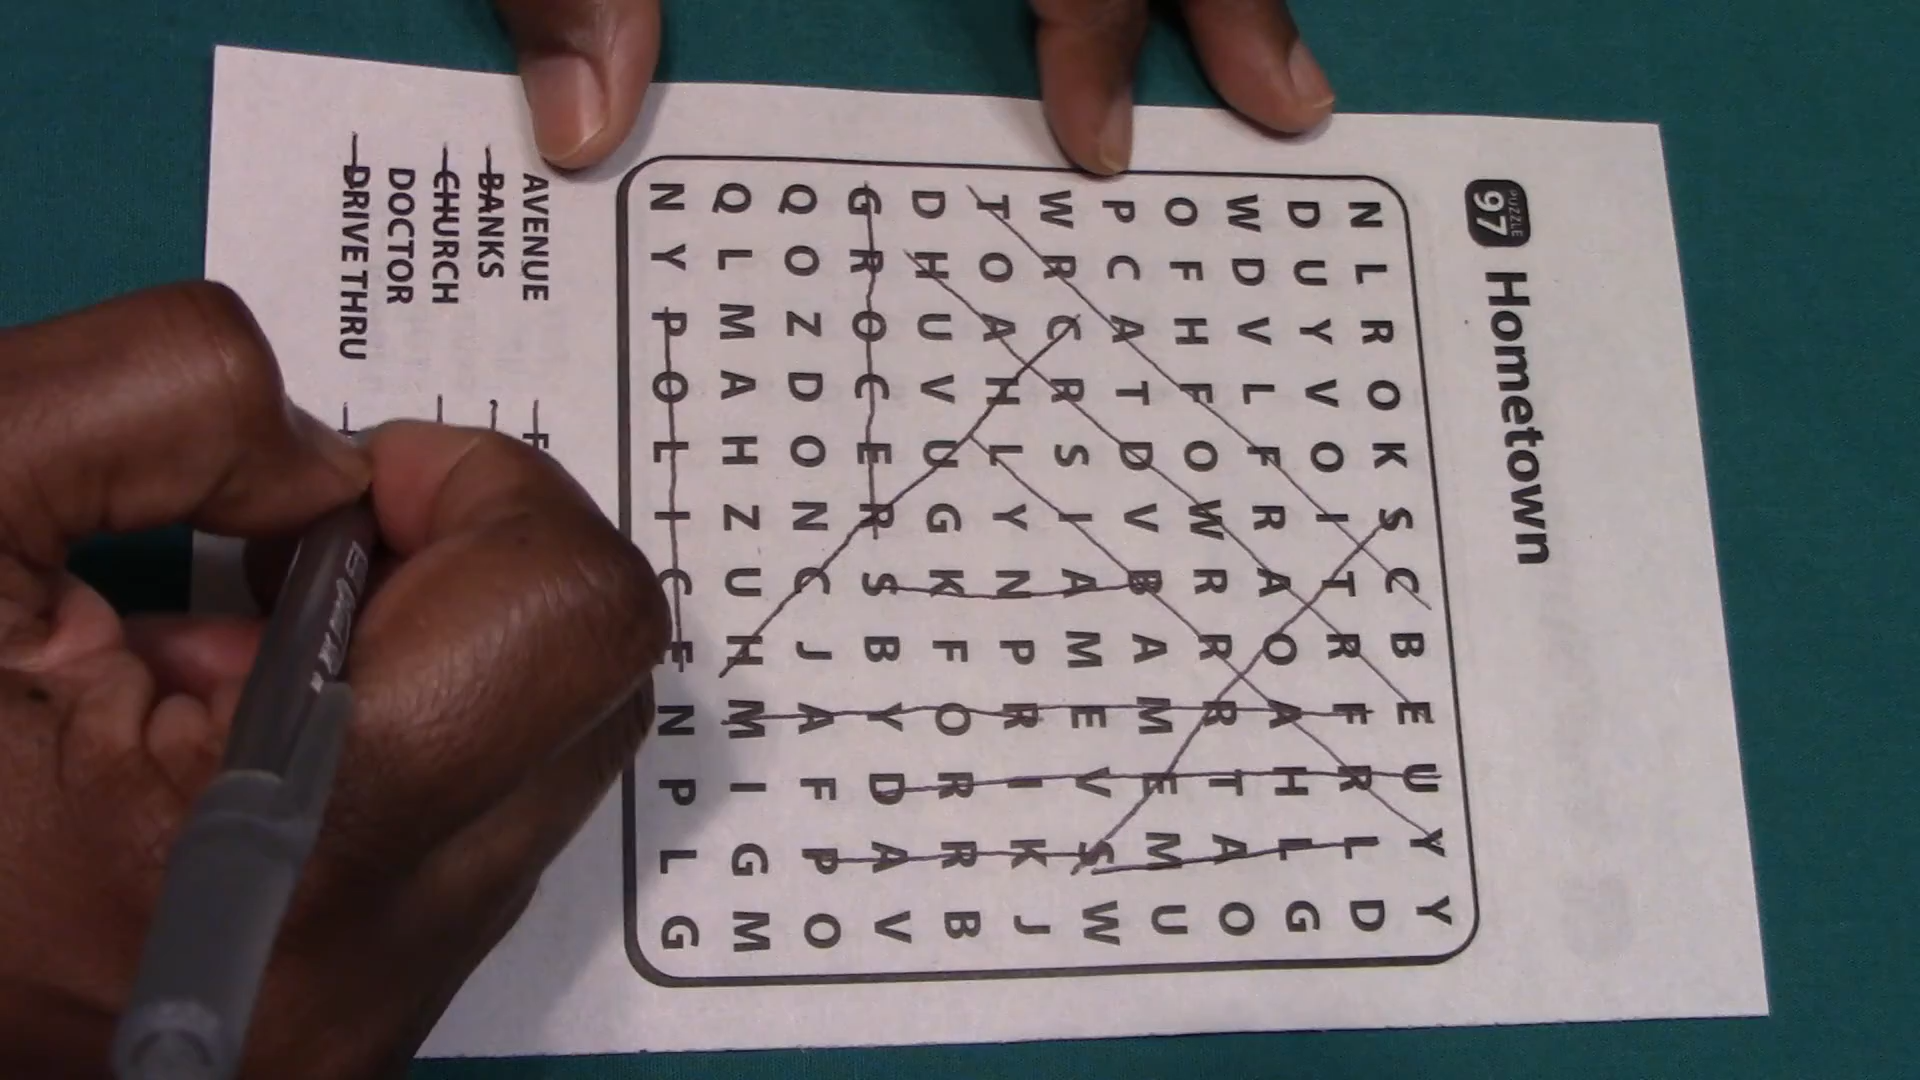 PUZZLE
97 Hometown
N L R O K S C B E U Y Y
D U Y V O I T R F R L D
W D V L F R A O A H L G
O F H F O W R R R T A O
P C A T D V B A M E M U
W R C R S I A M E V S W
T O A H L Y N P R I K J
D H U V U G K F O R R B
G R O C E R S B Y D A V
Q O Z D O N C J A F P O
Q L M A H Z U H M I G M
N Y P O L I C E N P L G
AVENUE
BANKS
CHURCH
DOCTOR
DRIVE THRU